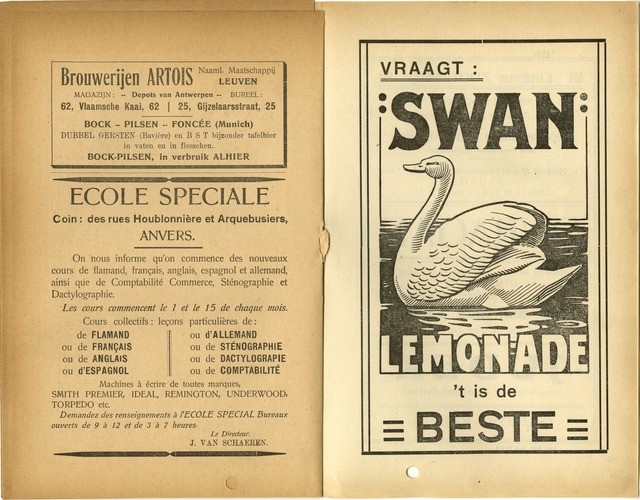 Brouwerijen ARTOIS Naaml. Maatschappij
LEUVEN
MAGAZIJN: -- Depots van Antwerpen -- BUREEL:
62, Vlaamsche Kaai, 62 | 25, Gijzelaarsstraat, 25
BOCK – PILSEN – FONCÉE (Munich)
DUBBEL GERSTEN (Bavière) en B S T bijzonder tafelbier
in vaten en in flesschen.
BOCK-PILSEN, in verbruik ALHIER
ECOLE SPECIALE
Coin: des rues Houblonnière et Arquebusiers,
ANVERS.
On nous informe qu'on commence des nouveaux
cours de flamand, français, anglais, espagnol et allemand,
ainsi que de Comptabilité Commerce, Sténographie et
Dactylographie.
Les cours commencent le 1 et le 15 de chaque mois.
Cours collectifs: leçons particulières de:
de FLAMAND ou d'ALLEMAND
ou de FRANÇAIS ou de STÉNOGRAPHIE
ou de ANGLAIS ou de DACTYLOGRAPIE
ou d'ESPAGNOL ou de COMPTABILITÉ
Machines à écrire de toutes marques,
SMITH PREMIER, IDEAL, REMINGTON, UNDERWOOD,
TORPEDO etc.
Demandez des renseignements à l'ECOLE SPECIAL Bureaux
ouverts de 9 à 12 et de 3 à 7 heures.
Le Directeur.
J. VAN SCHAEREN.
VRAAGT:
SWAN
LEMONADE
't is de
BESTE